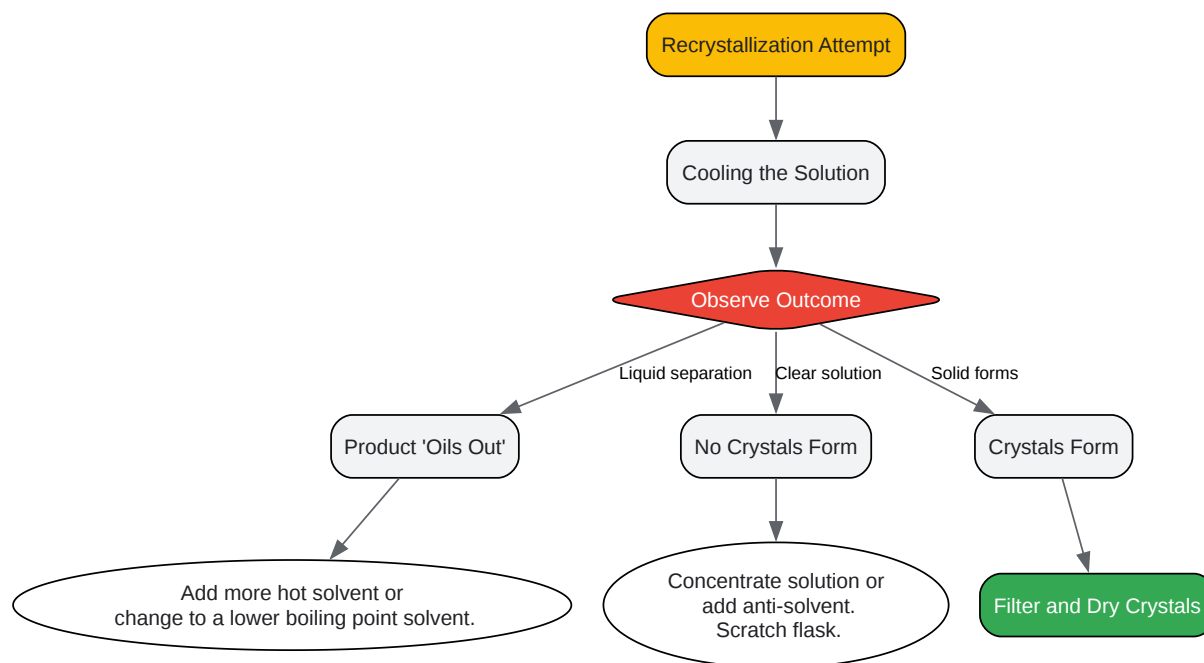 Recrystallization Attempt
Cooling the Solution
Observe Outcome
Liquid separation
Clear solution
Solid forms
Product 'Oils Out'
No Crystals Form
Crystals Form
Add more hot solvent or
change to a lower boiling point solvent.
Concentrate solution or
add anti-solvent.
Scratch flask.
Filter and Dry Crystals